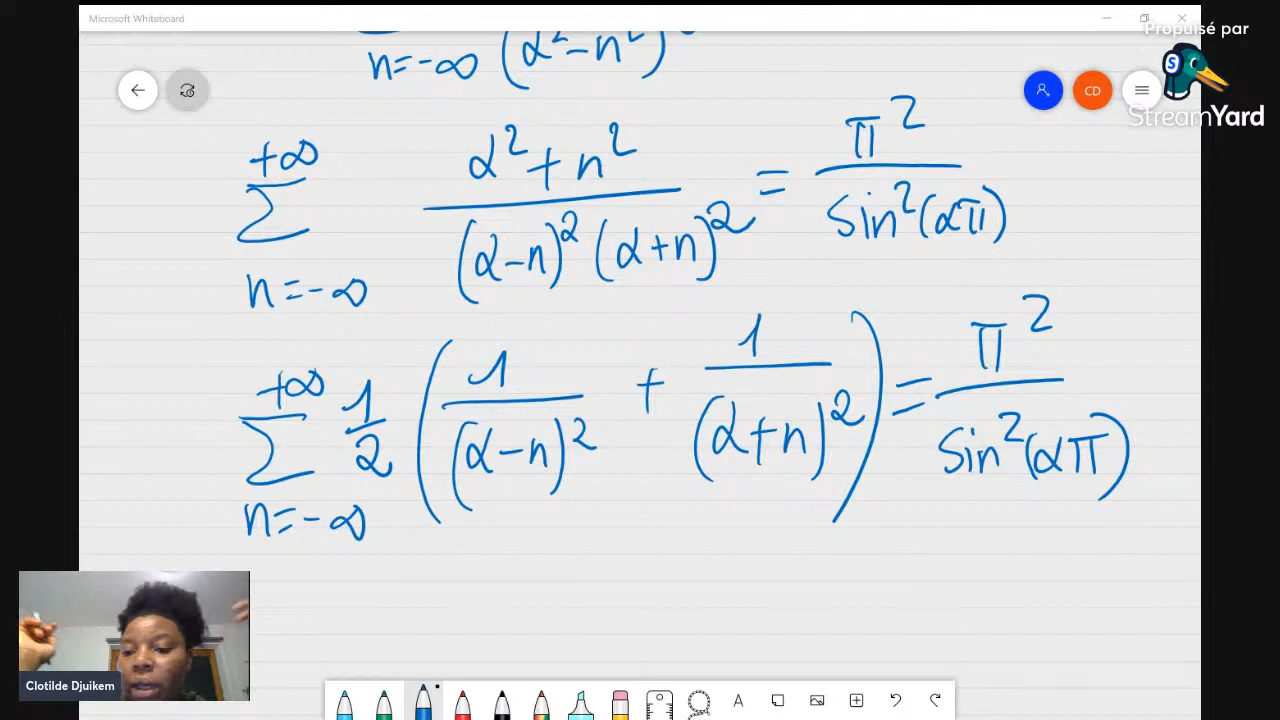 Microsoft Whiteboard
Propulsé par
StreamYard
CD
n=-∞ (α²-n²)²
+∞
Σ α²+n² / (α-n)² (α+n)² = π² / sin²(απ)
n=-∞
+∞
Σ 1/2 ( 1 / (α-n)² + 1 / (α+n)² ) = π² / sin²(απ)
n=-∞
Clotilde Djuikem
A